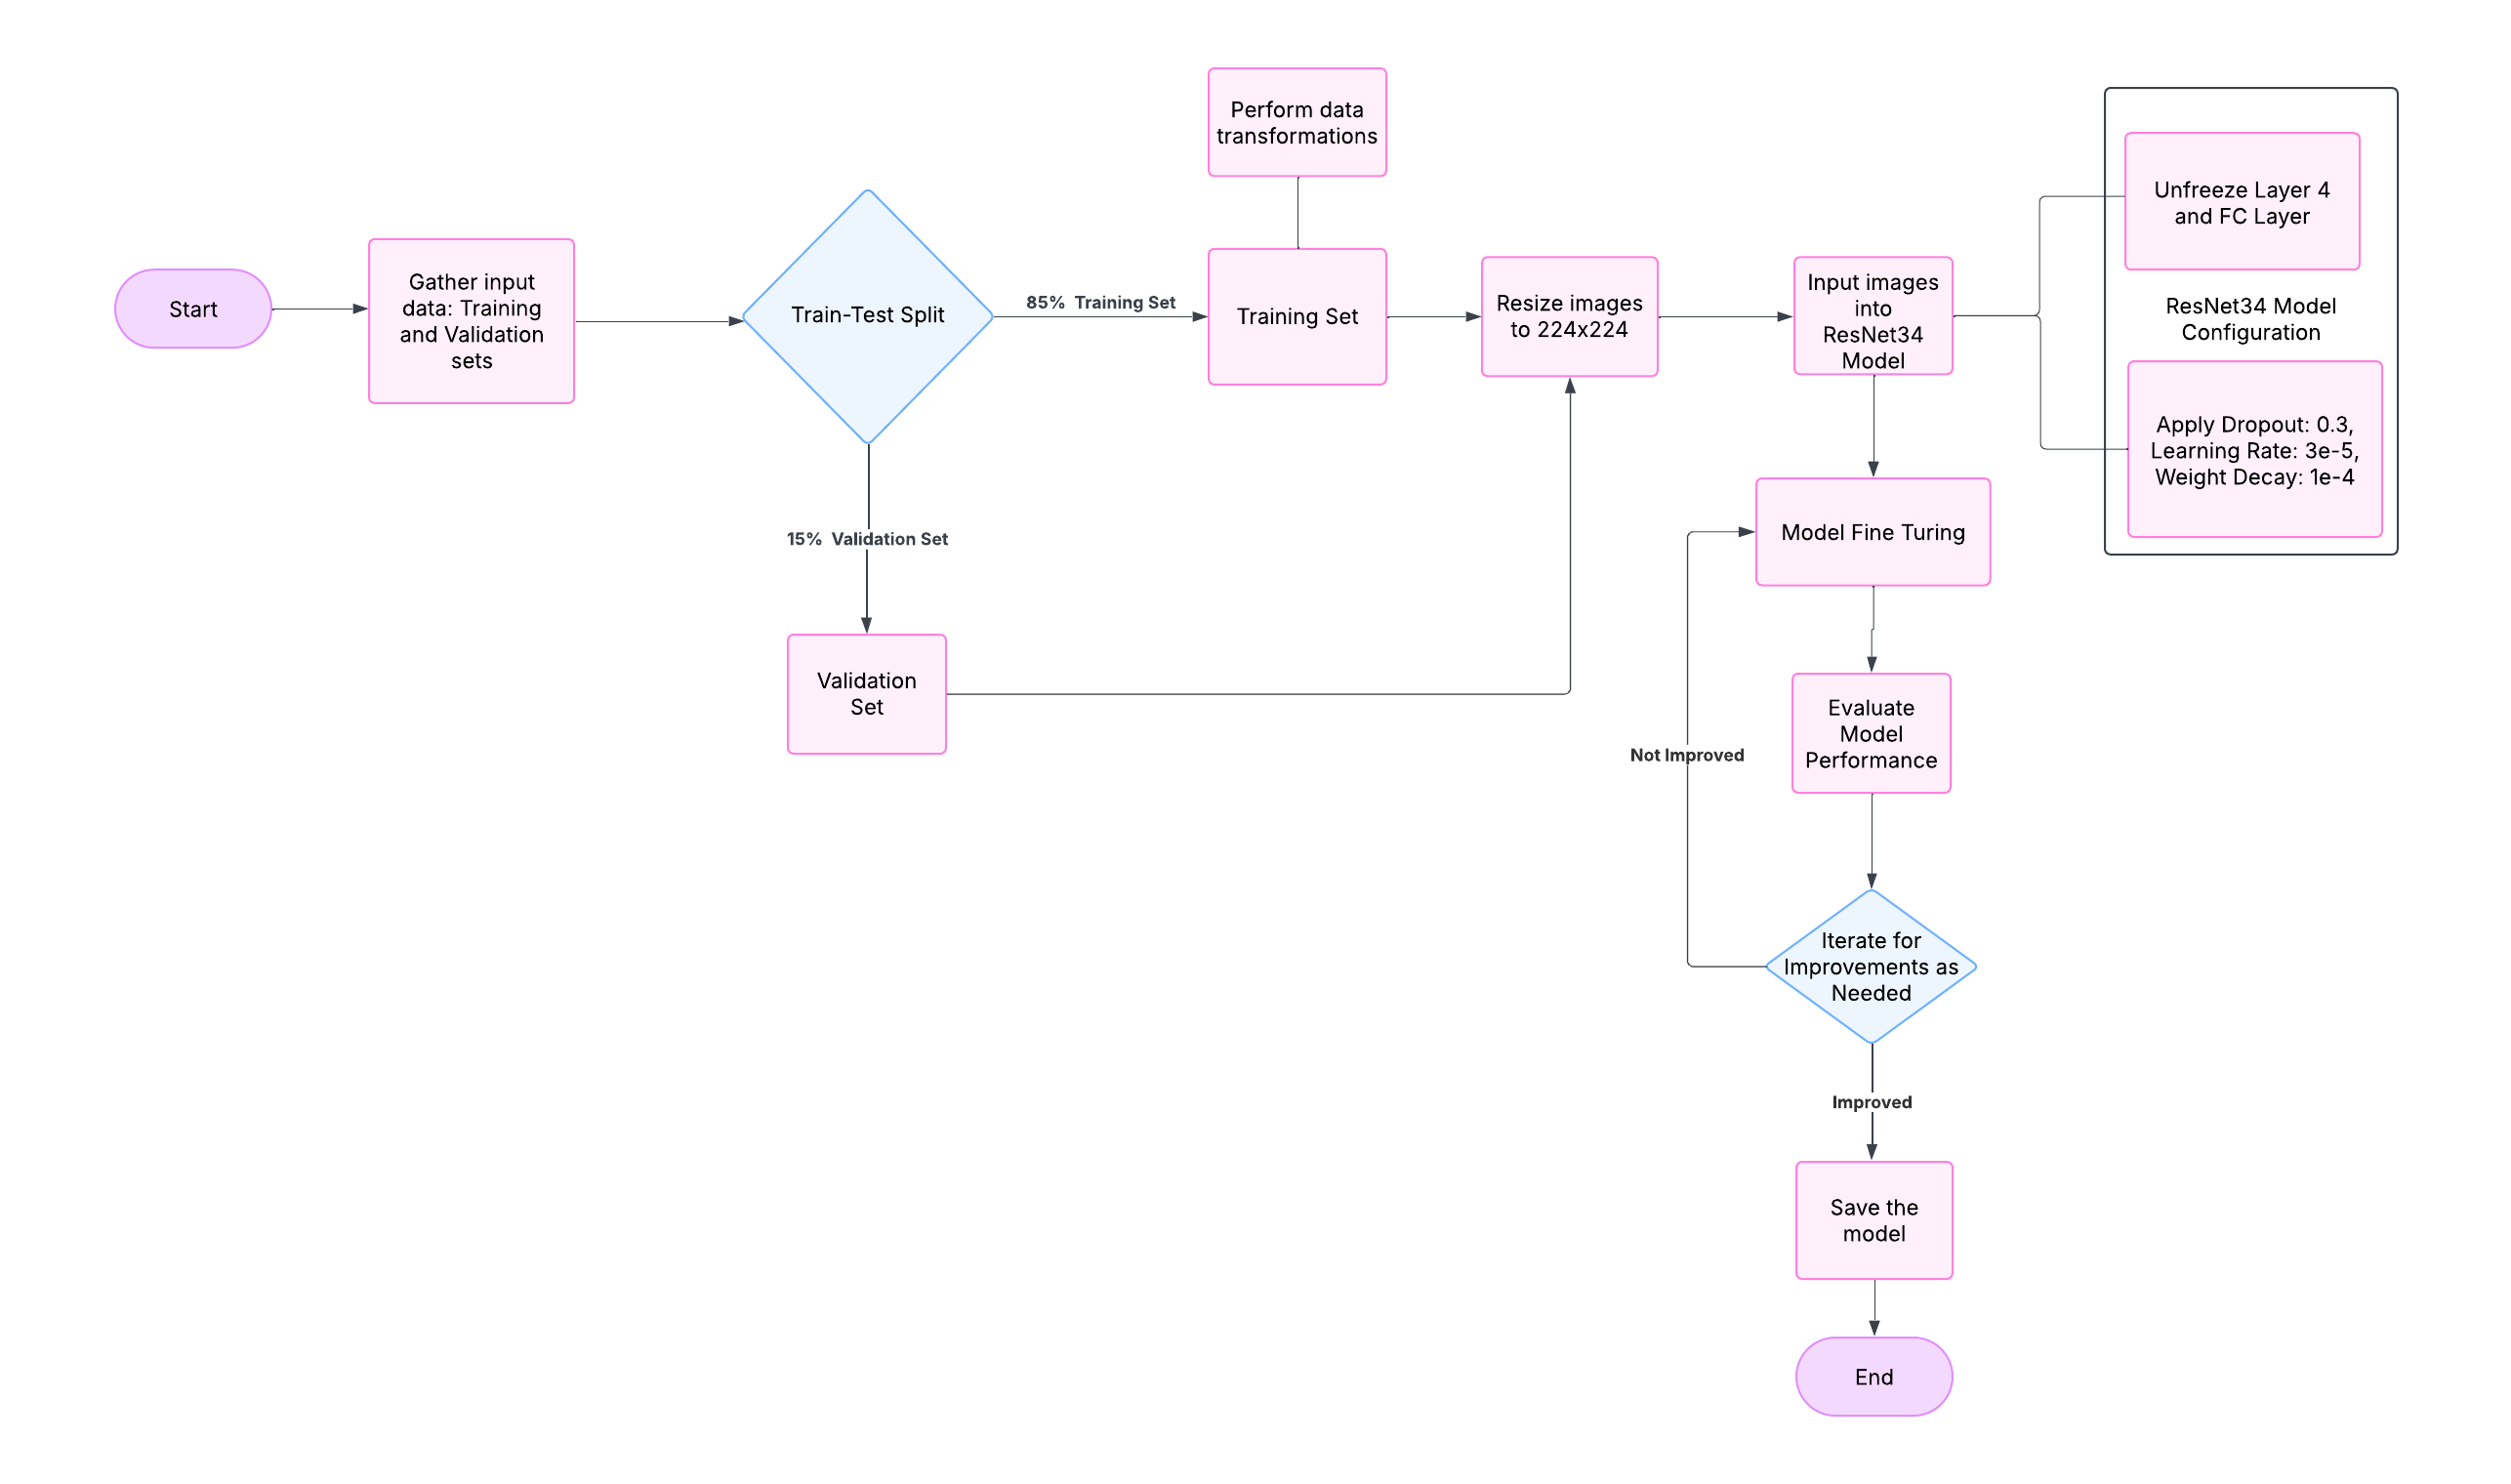 Start
Gather input
data: Training
and Validation
sets
Train-Test Split
85%  Training Set
15%  Validation Set
Validation
Set
Perform data
transformations
Training Set
Resize images
to 224x224
Input images
into
ResNet34
Model
Unfreeze Layer 4
and FC Layer
ResNet34 Model
Configuration
Apply Dropout: 0.3,
Learning Rate: 3e-5,
Weight Decay: 1e-4
Model Fine Turing
Evaluate
Model
Performance
Not Improved
Iterate for
Improvements as
Needed
Improved
Save the
model
End